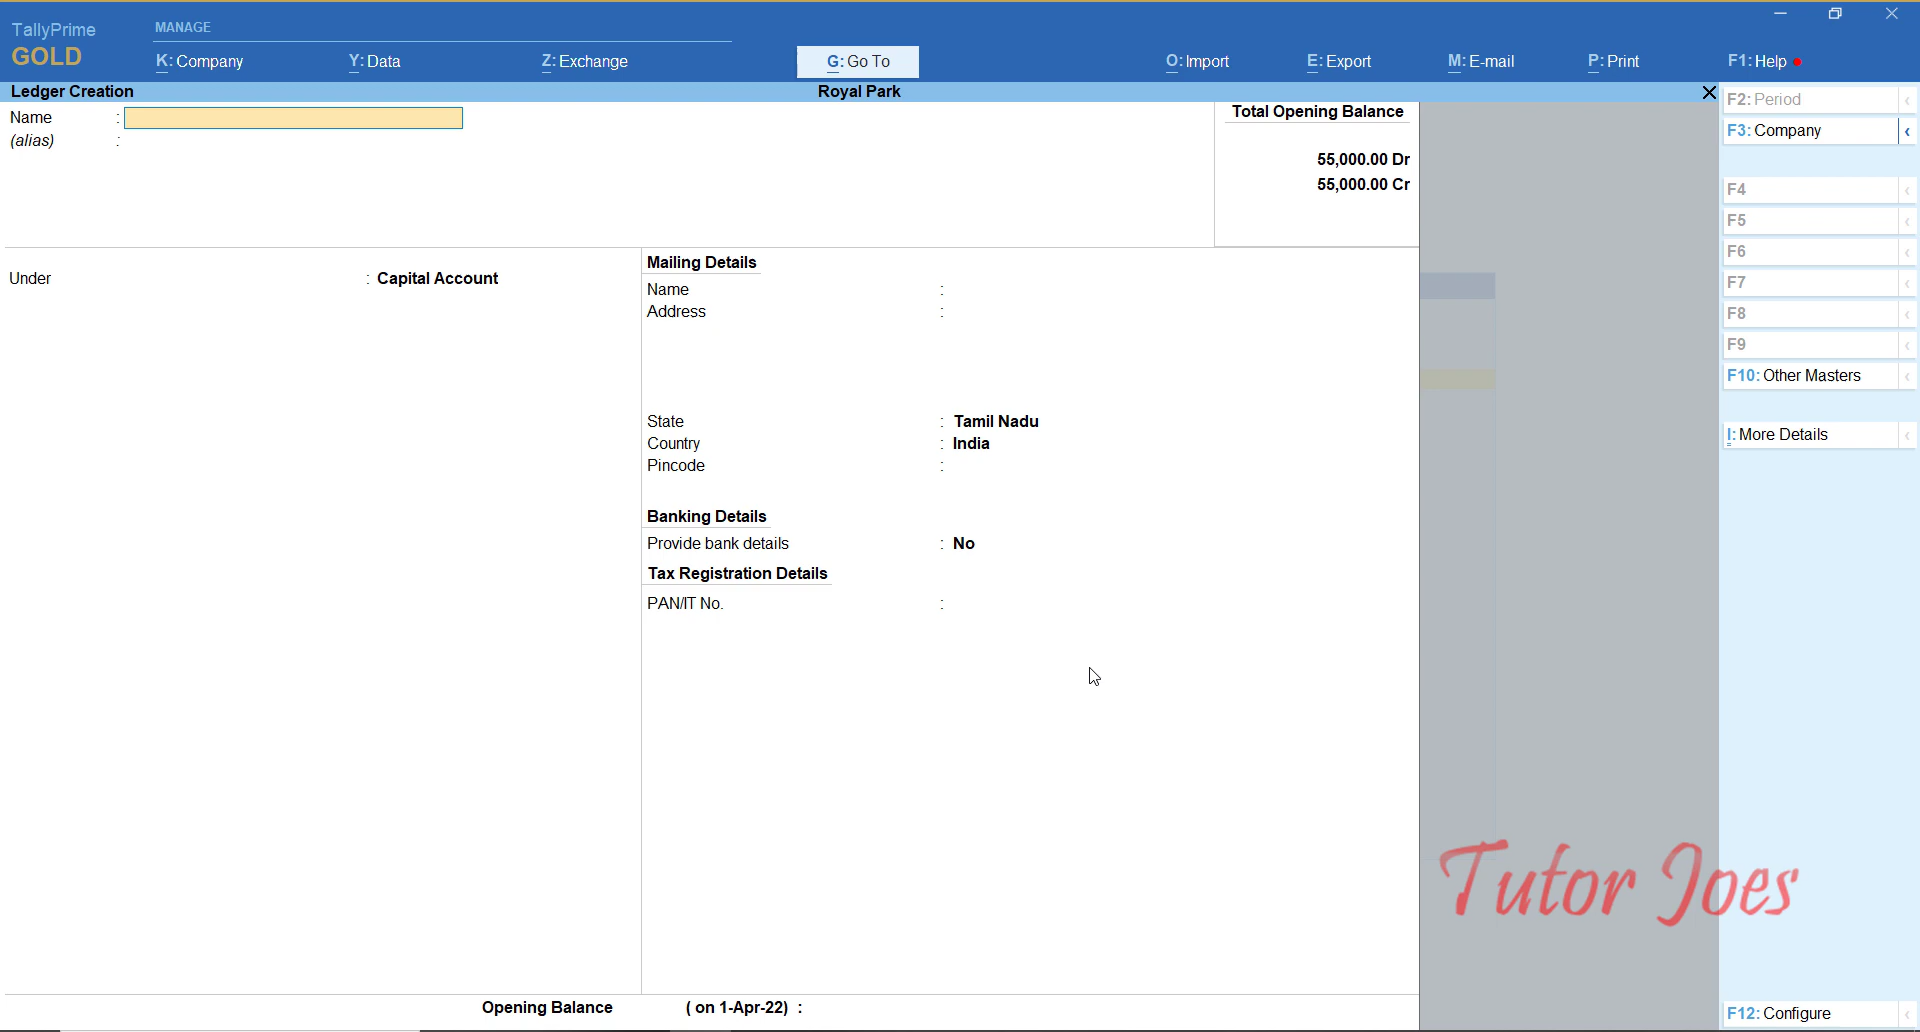 TallyPrime
GOLD
MANAGE
K: Company
Y: Data
Z: Exchange
G: Go To
O: Import
E: Export
M: E-mail
P: Print
F1: Help
Ledger Creation
Royal Park
Name :
(alias) :
Total Opening Balance
55,000.00 Dr
55,000.00 Cr
Under : Capital Account
Mailing Details
Name :
Address :
State : Tamil Nadu
Country : India
Pincode :
Banking Details
Provide bank details : No
Tax Registration Details
PAN/IT No. :
Opening Balance ( on 1-Apr-22) :
F2: Period
F3: Company
F4
F5
F6
F7
F8
F9
F10: Other Masters
I: More Details
Tutor Joes
F12: Configure